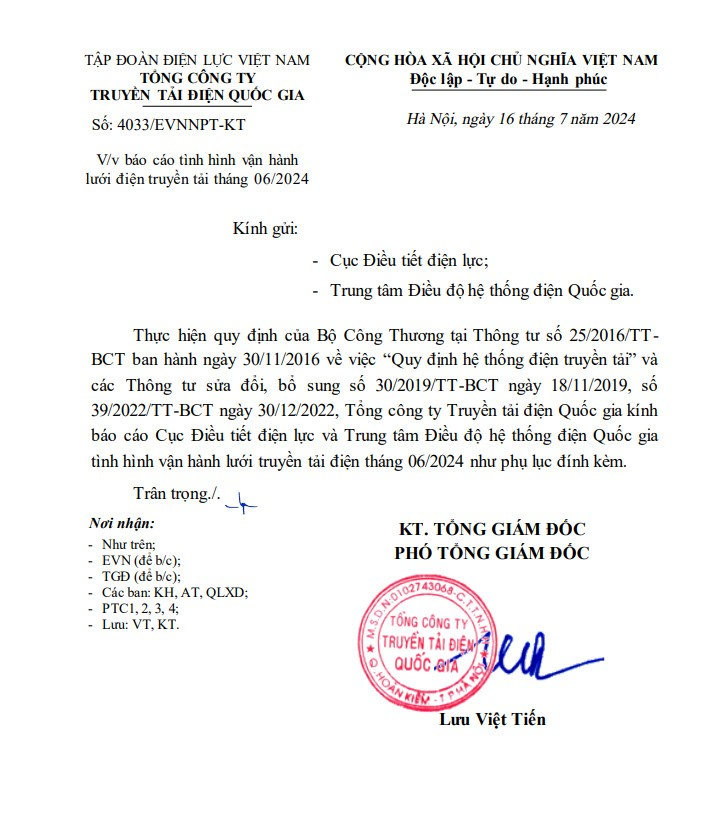 TẬP ĐOÀN ĐIỆN LỰC VIỆT NAM
TỔNG CÔNG TY
TRUYỀN TẢI ĐIỆN QUỐC GIA
Số: 4033/EVNNPT-KT
V/v báo cáo tình hình vận hành
lưới điện truyền tải tháng 06/2024
CỘNG HÒA XÃ HỘI CHỦ NGHĨA VIỆT NAM
Độc lập - Tự do - Hạnh phúc
Hà Nội, ngày 16 tháng 7 năm 2024
Kính gửi:
- Cục Điều tiết điện lực;
- Trung tâm Điều độ hệ thống điện Quốc gia.
Thực hiện quy định của Bộ Công Thương tại Thông tư số 25/2016/TT-
BCT ban hành ngày 30/11/2016 về việc “Quy định hệ thống điện truyền tải” và
các Thông tư sửa đổi, bổ sung số 30/2019/TT-BCT ngày 18/11/2019, số
39/2022/TT-BCT ngày 30/12/2022, Tổng công ty Truyền tải điện Quốc gia kính
báo cáo Cục Điều tiết điện lực và Trung tâm Điều độ hệ thống điện Quốc gia
tình hình vận hành lưới truyền tải điện tháng 06/2024 như phụ lục đính kèm.
Trân trọng./.
Nơi nhận:
- Như trên;
- EVN (để b/c);
- TGĐ (để b/c);
- Các ban: KH, AT, QLXD;
- PTC1, 2, 3, 4;
- Lưu: VT, KT.
KT. TỔNG GIÁM ĐỐC
PHÓ TỔNG GIÁM ĐỐC
M.S.D.N:0102743068-C.T.T.N.H
TỔNG CÔNG TY
TRUYỀN TẢI ĐIỆN
QUỐC GIA
Q. HOÀN KIẾM - T.P HÀ NỘI
Lưu Việt Tiến